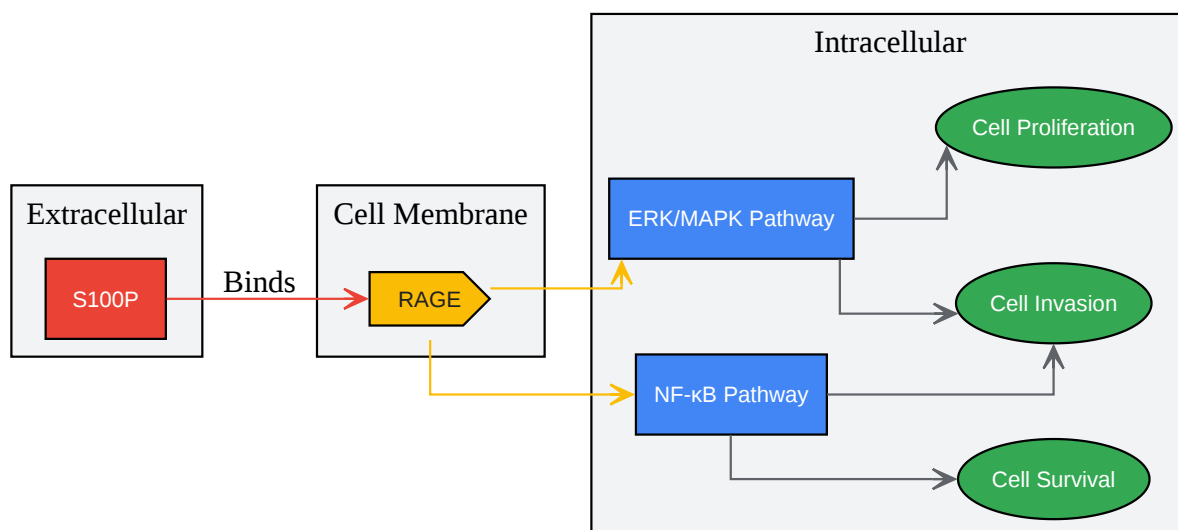 Extracellular
S100P
Binds
Cell Membrane
RAGE
Intracellular
ERK/MAPK Pathway
NF-κB Pathway
Cell Proliferation
Cell Invasion
Cell Survival